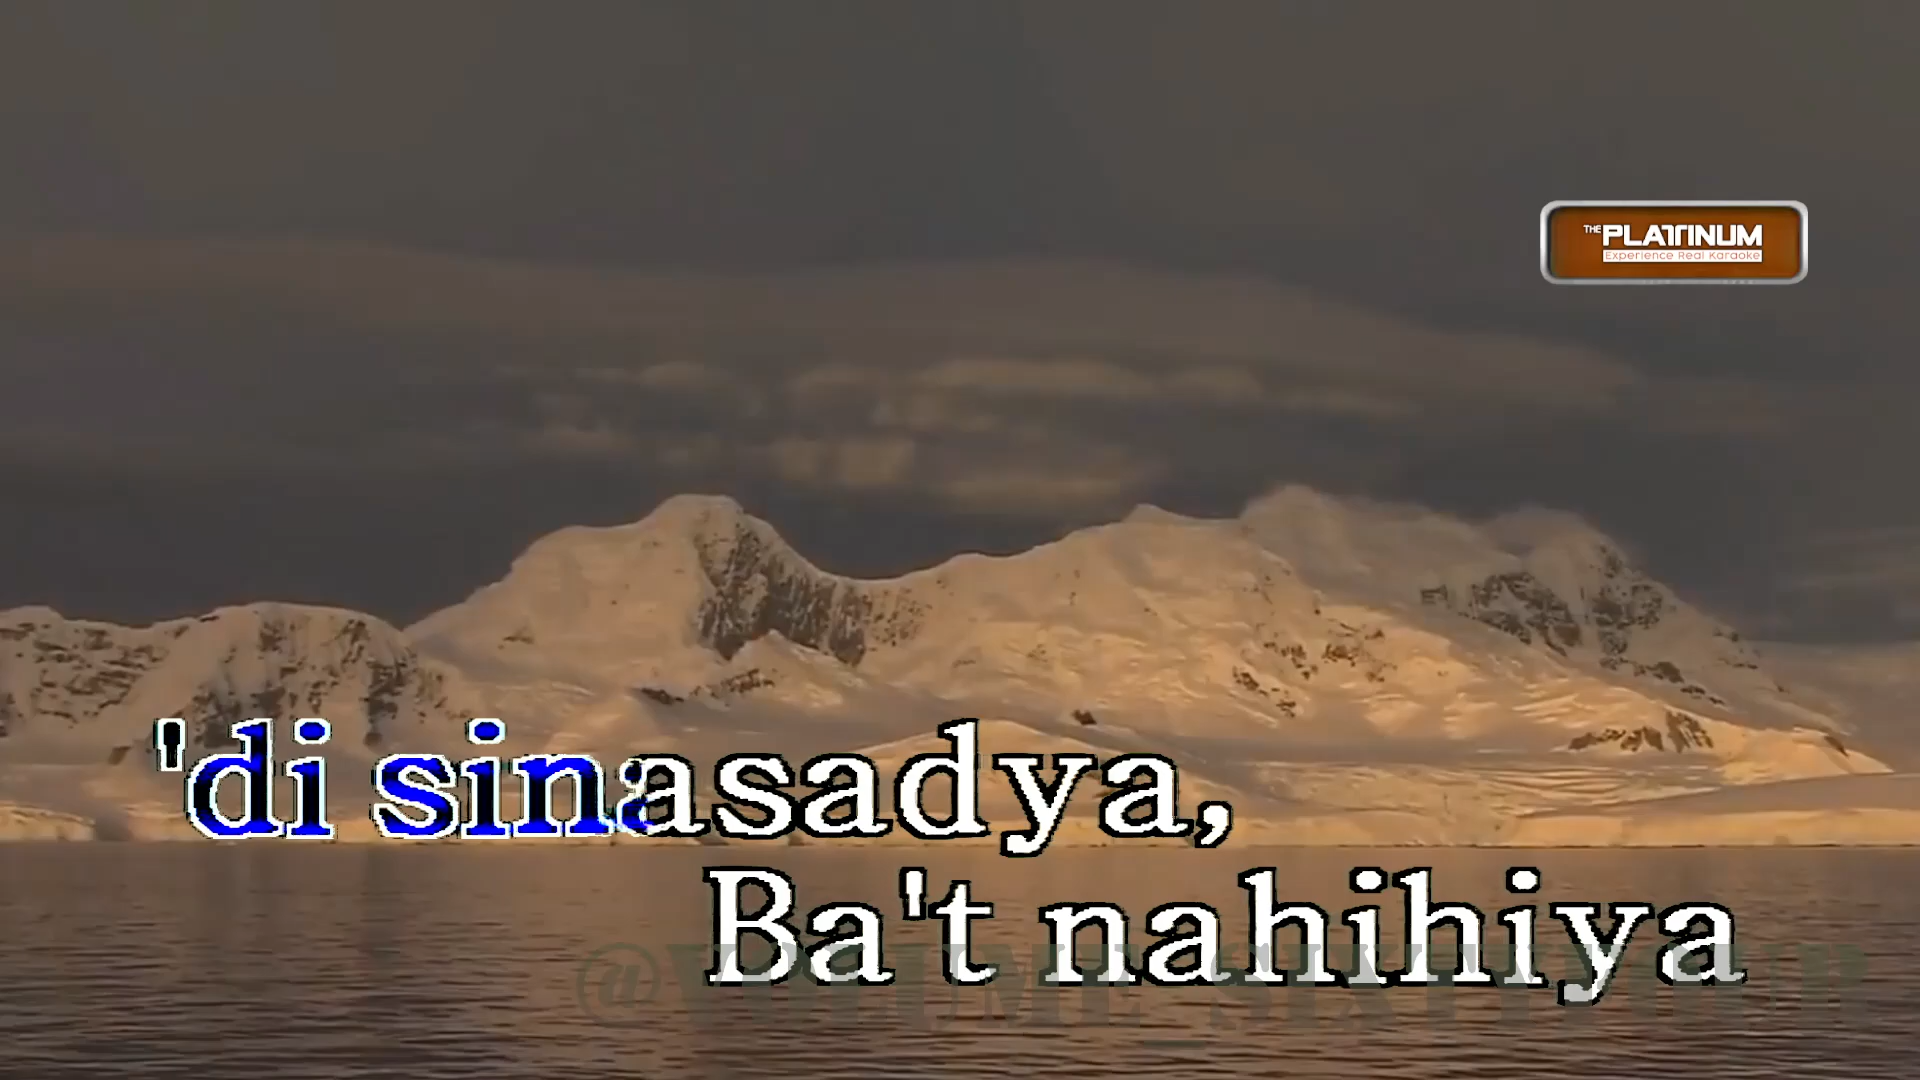 THE PLATINUM
Experience Real Karaoke
'di sinasadya,
Ba't nahihiya